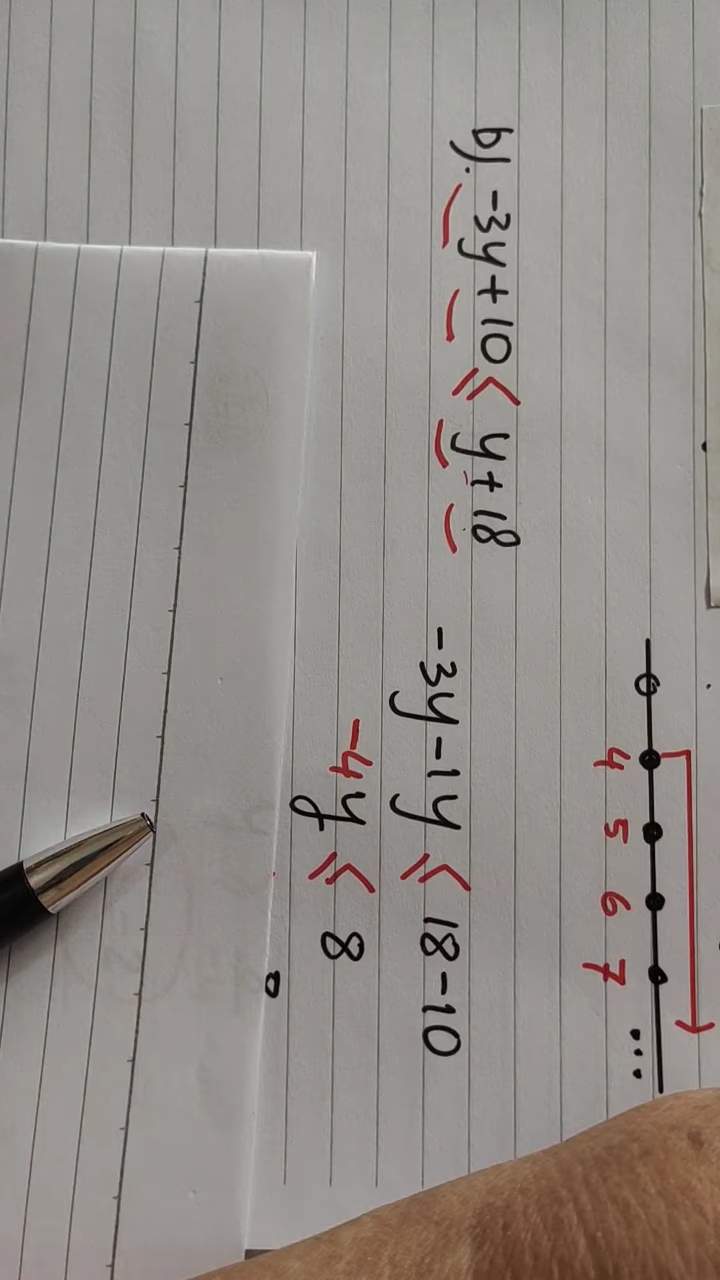 4 5 6 7 ...
b). -3y+10 ⩽ y+18
-3y-1y ⩽ 18-10
-4y ⩽ 8